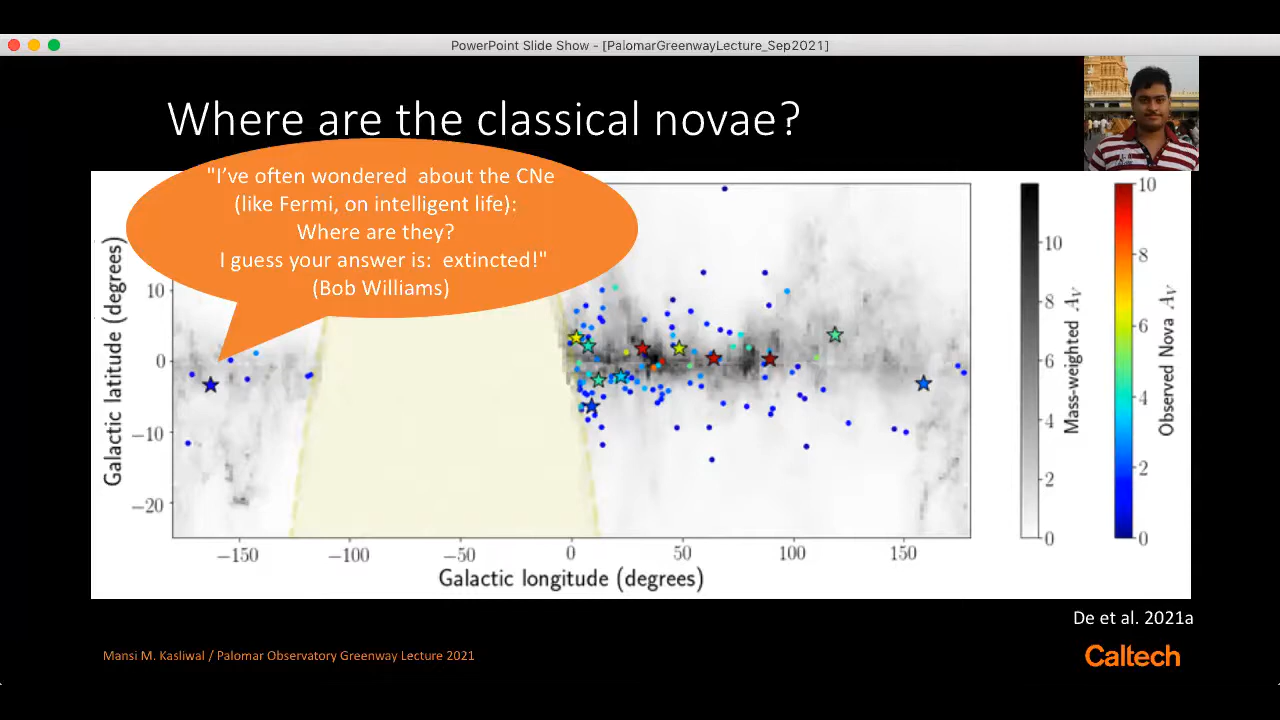 PowerPoint Slide Show - [PalomarGreenwayLecture_Sep2021]
Where are the classical novae?
"I've often wondered about the CNe
(like Fermi, on intelligent life):
Where are they?
I guess your answer is: extincted!"
(Bob Williams)
Galactic latitude (degrees)
10
0
−10
−20
−150
−100
−50
0
50
100
150
Galactic longitude (degrees)
10
8
6
4
2
0
Mass-weighted AV
10
8
6
4
2
0
Observed Nova AV
De et al. 2021a
Mansi M. Kasliwal / Palomar Observatory Greenway Lecture 2021
Caltech